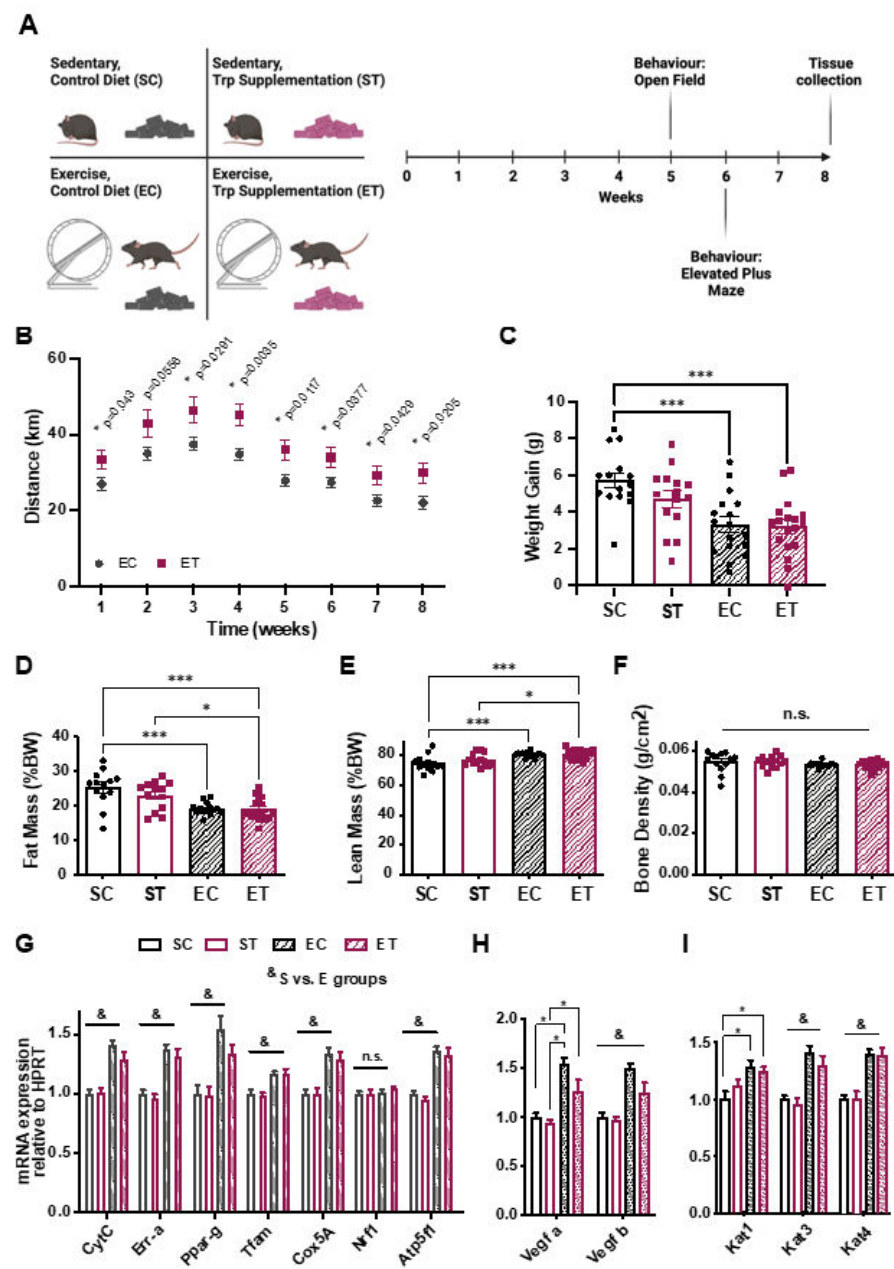 A
Sedentary,
Control Diet (SC)
Sedentary,
Trp Supplementation (ST)
Exercise,
Control Diet (EC)
Exercise,
Trp Supplementation (ET)
Behaviour:
Open Field
Tissue
collection
0 1 2 3 4 5 6 7 8
Weeks
Behaviour:
Elevated Plus
Maze
B
Distance (km)
60
40
20
0
* p=0,043
p=0,0558
* p=0,0291
* p=0,0035
* p=0,0117
* p=0,0377
* p=0,0429
* p=0,0205
EC ET
1 2 3 4 5 6 7 8
Time (weeks)
C
Weight Gain (g)
10
8
6
4
2
0
***
***
SC ST EC ET
D
Fat Mass (%BW)
40
30
20
10
0
***
*
***
SC ST EC ET
E
Lean Mass (%BW)
80
60
40
20
0
***
*
***
SC ST EC ET
F
Bone Density (g/cm2)
0.06
0.04
0.02
0.00
n.s.
SC ST EC ET
G
SC ST EC ET
& S vs. E groups
mRNA expression
relative to HPRT
1.5
1.0
0.5
0.0
& & & & & n.s. &
CytC Err-a Ppar-g Tfam Cox5A Nrf1 Atp5f1
H
2.0
1.5
1.0
0.5
0.0
* * * &
Vegfa Vegfb
I
1.5
1.0
0.5
0.0
* * & &
Kat1 Kat3 Kat4